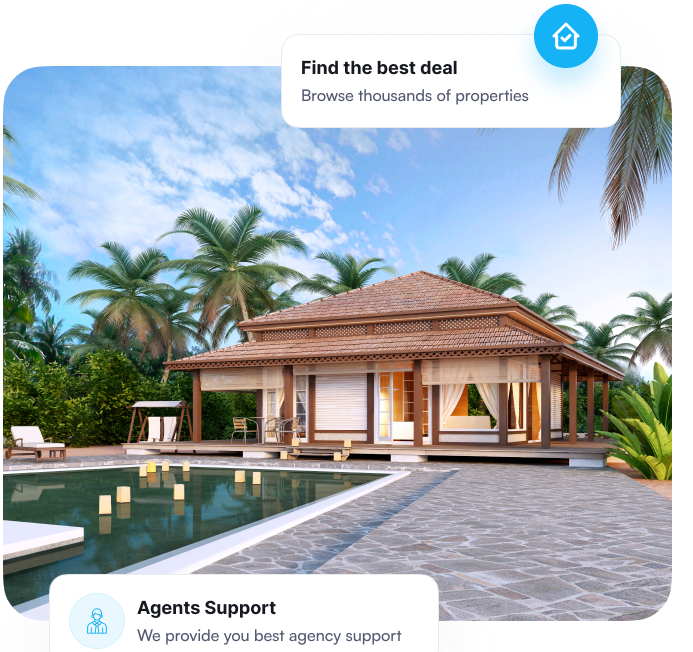 Find the best deal
Browse thousands of properties
Agents Support
We provide you best agency support